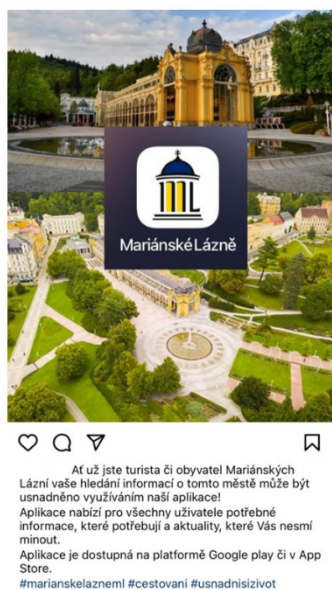 Mariánské Lázně
Ať už jste turista či obyvatel Mariánských
Lázní vaše hledání informací o tomto městě může být
usnadněno využíváním naší aplikace!
Aplikace nabízí pro všechny uživatele potřebné
informace, které potřebují a aktuality, které Vás nesmí
minout.
Aplikace je dostupná na platformě Google play či v App
Store.
#marianskelazneml #cestovani #usnadnisizivot